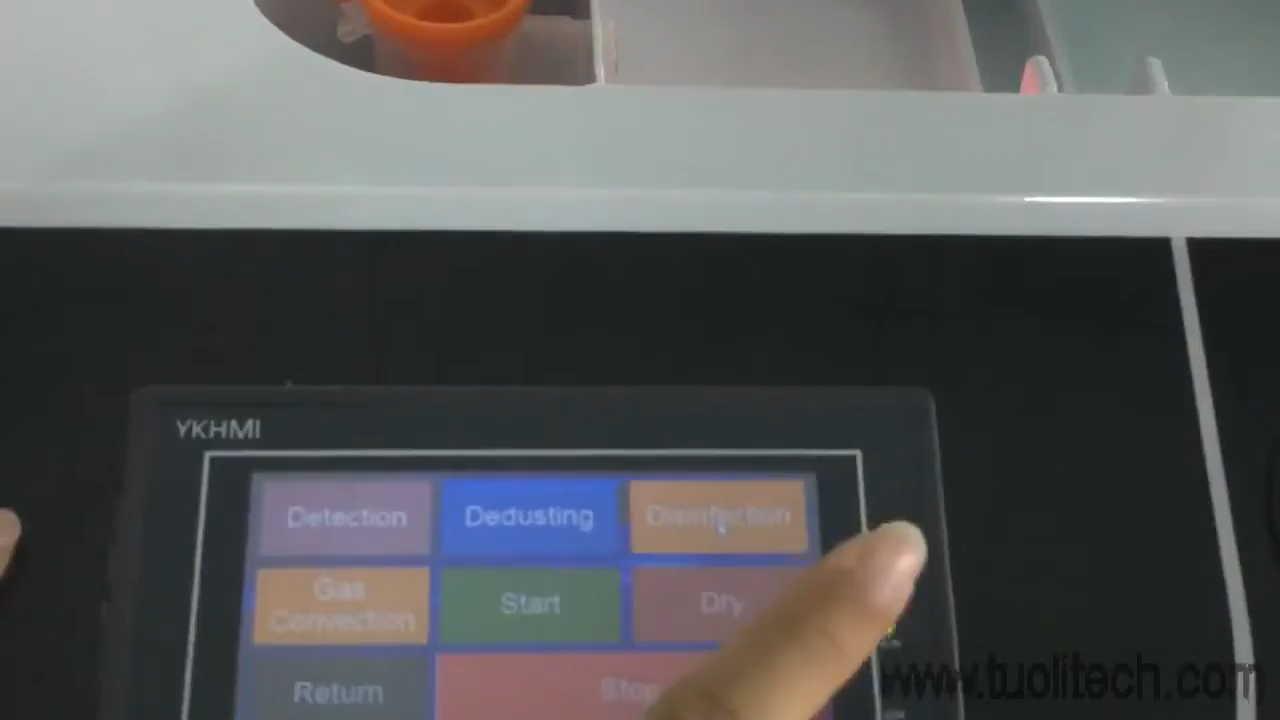 YKHMI
Detection
Dedusting
Disinfection
Gas
Convection
Start
Dry
Return
Stop
www.tuolitech.com